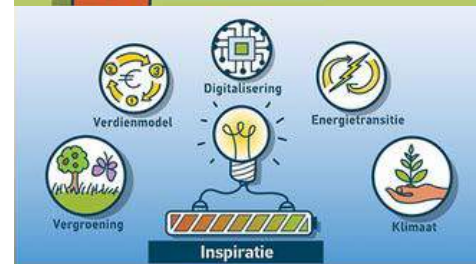 Digitalisering
Verdienmodel
Energietransitie
Vergroening
Klimaat
Inspiratie